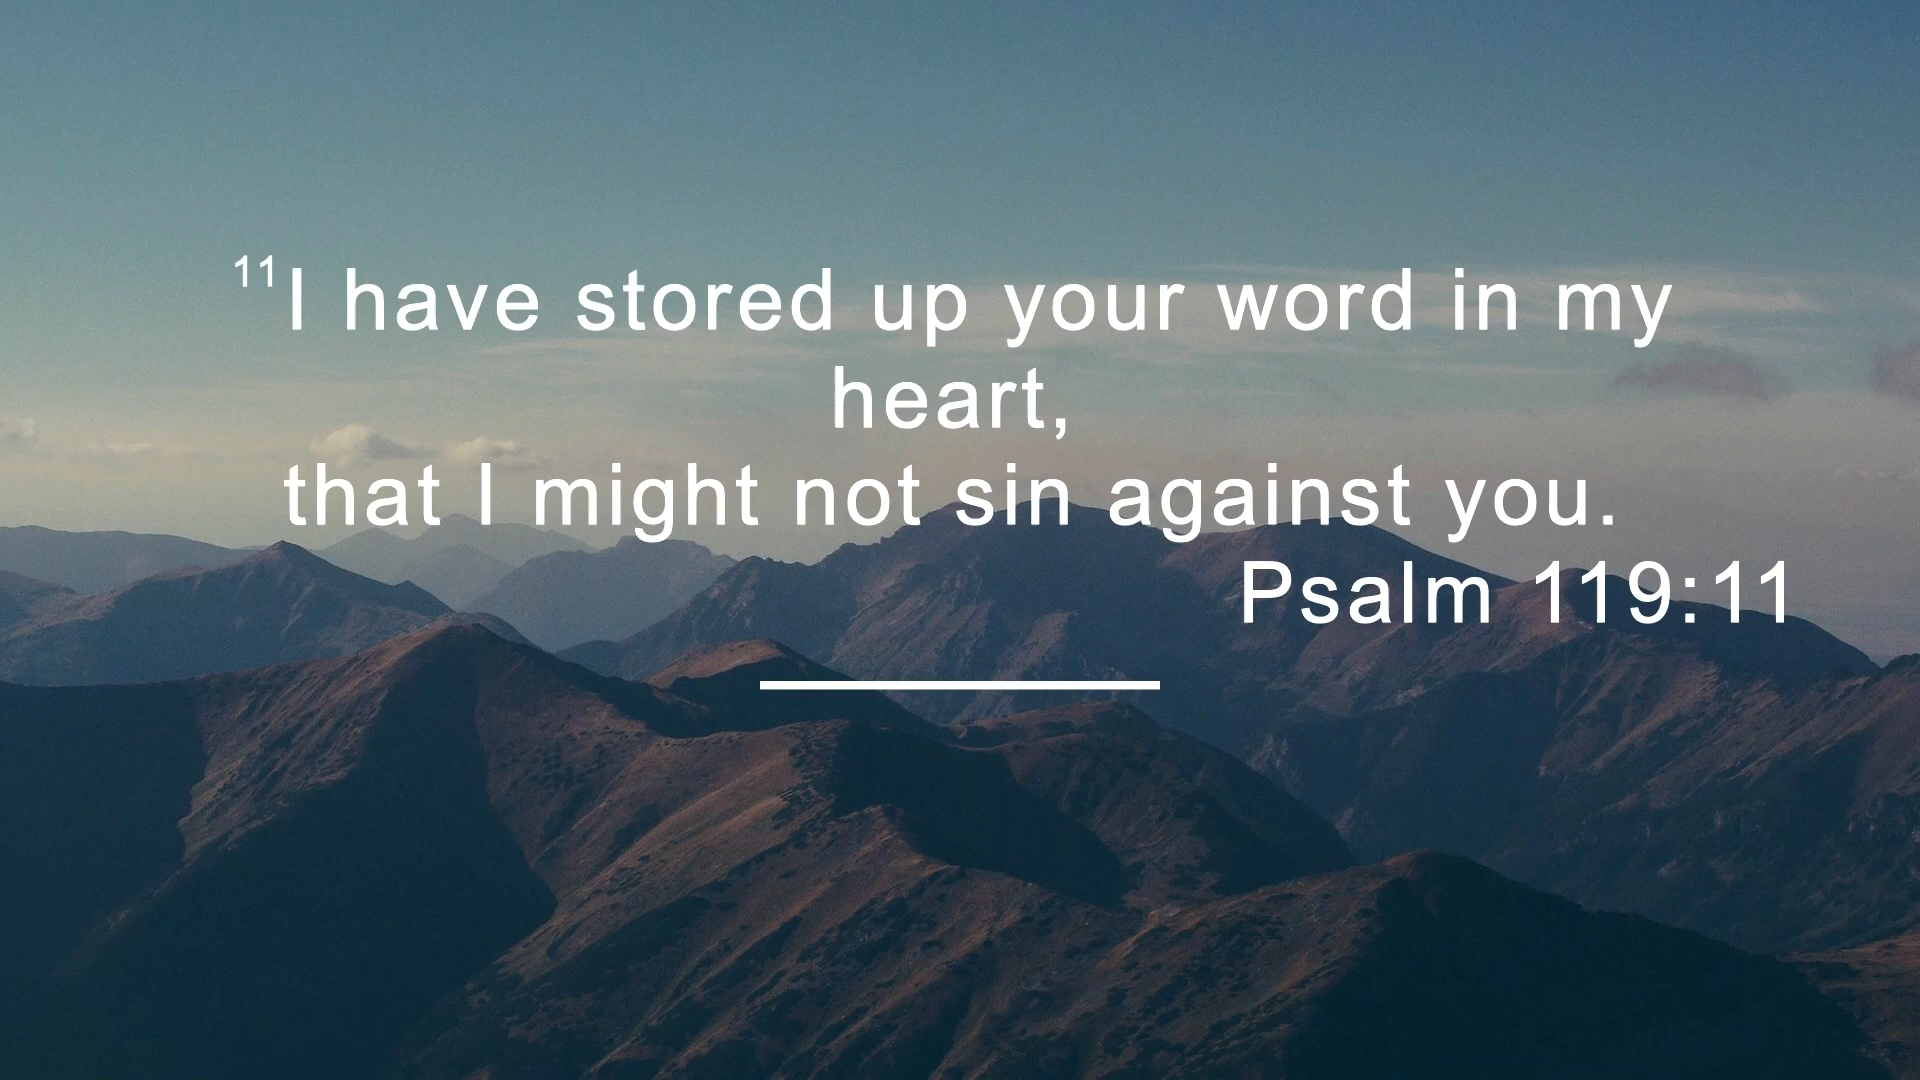 11I have stored up your word in my
heart,
that I might not sin against you.
Psalm 119:11